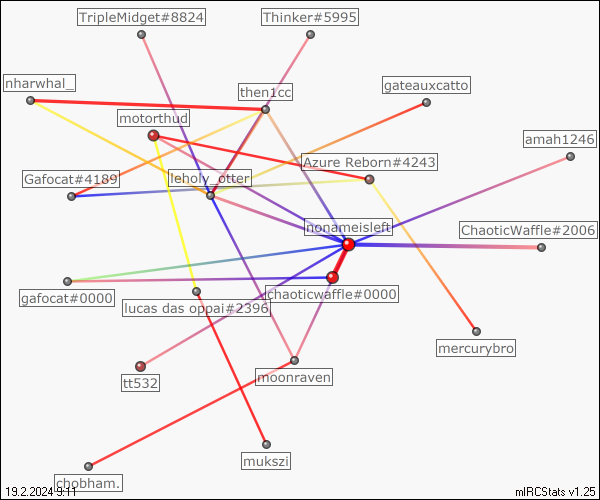 TripleMidget#8824
Thinker#5995
nharwhal_
then1cc
gateauxcatto
motorthud
amah1246
Azure Reborn#4243
Gafocat#4189
leholy_otter
nonameisleft
ChaoticWaffle#2006
gafocat#0000
chaoticwaffle#0000
lucas das oppai#2396
mercurybro
tt532
moonraven
mukszi
chobham.
19.2.2024 9:11
mIRCStats v1.25